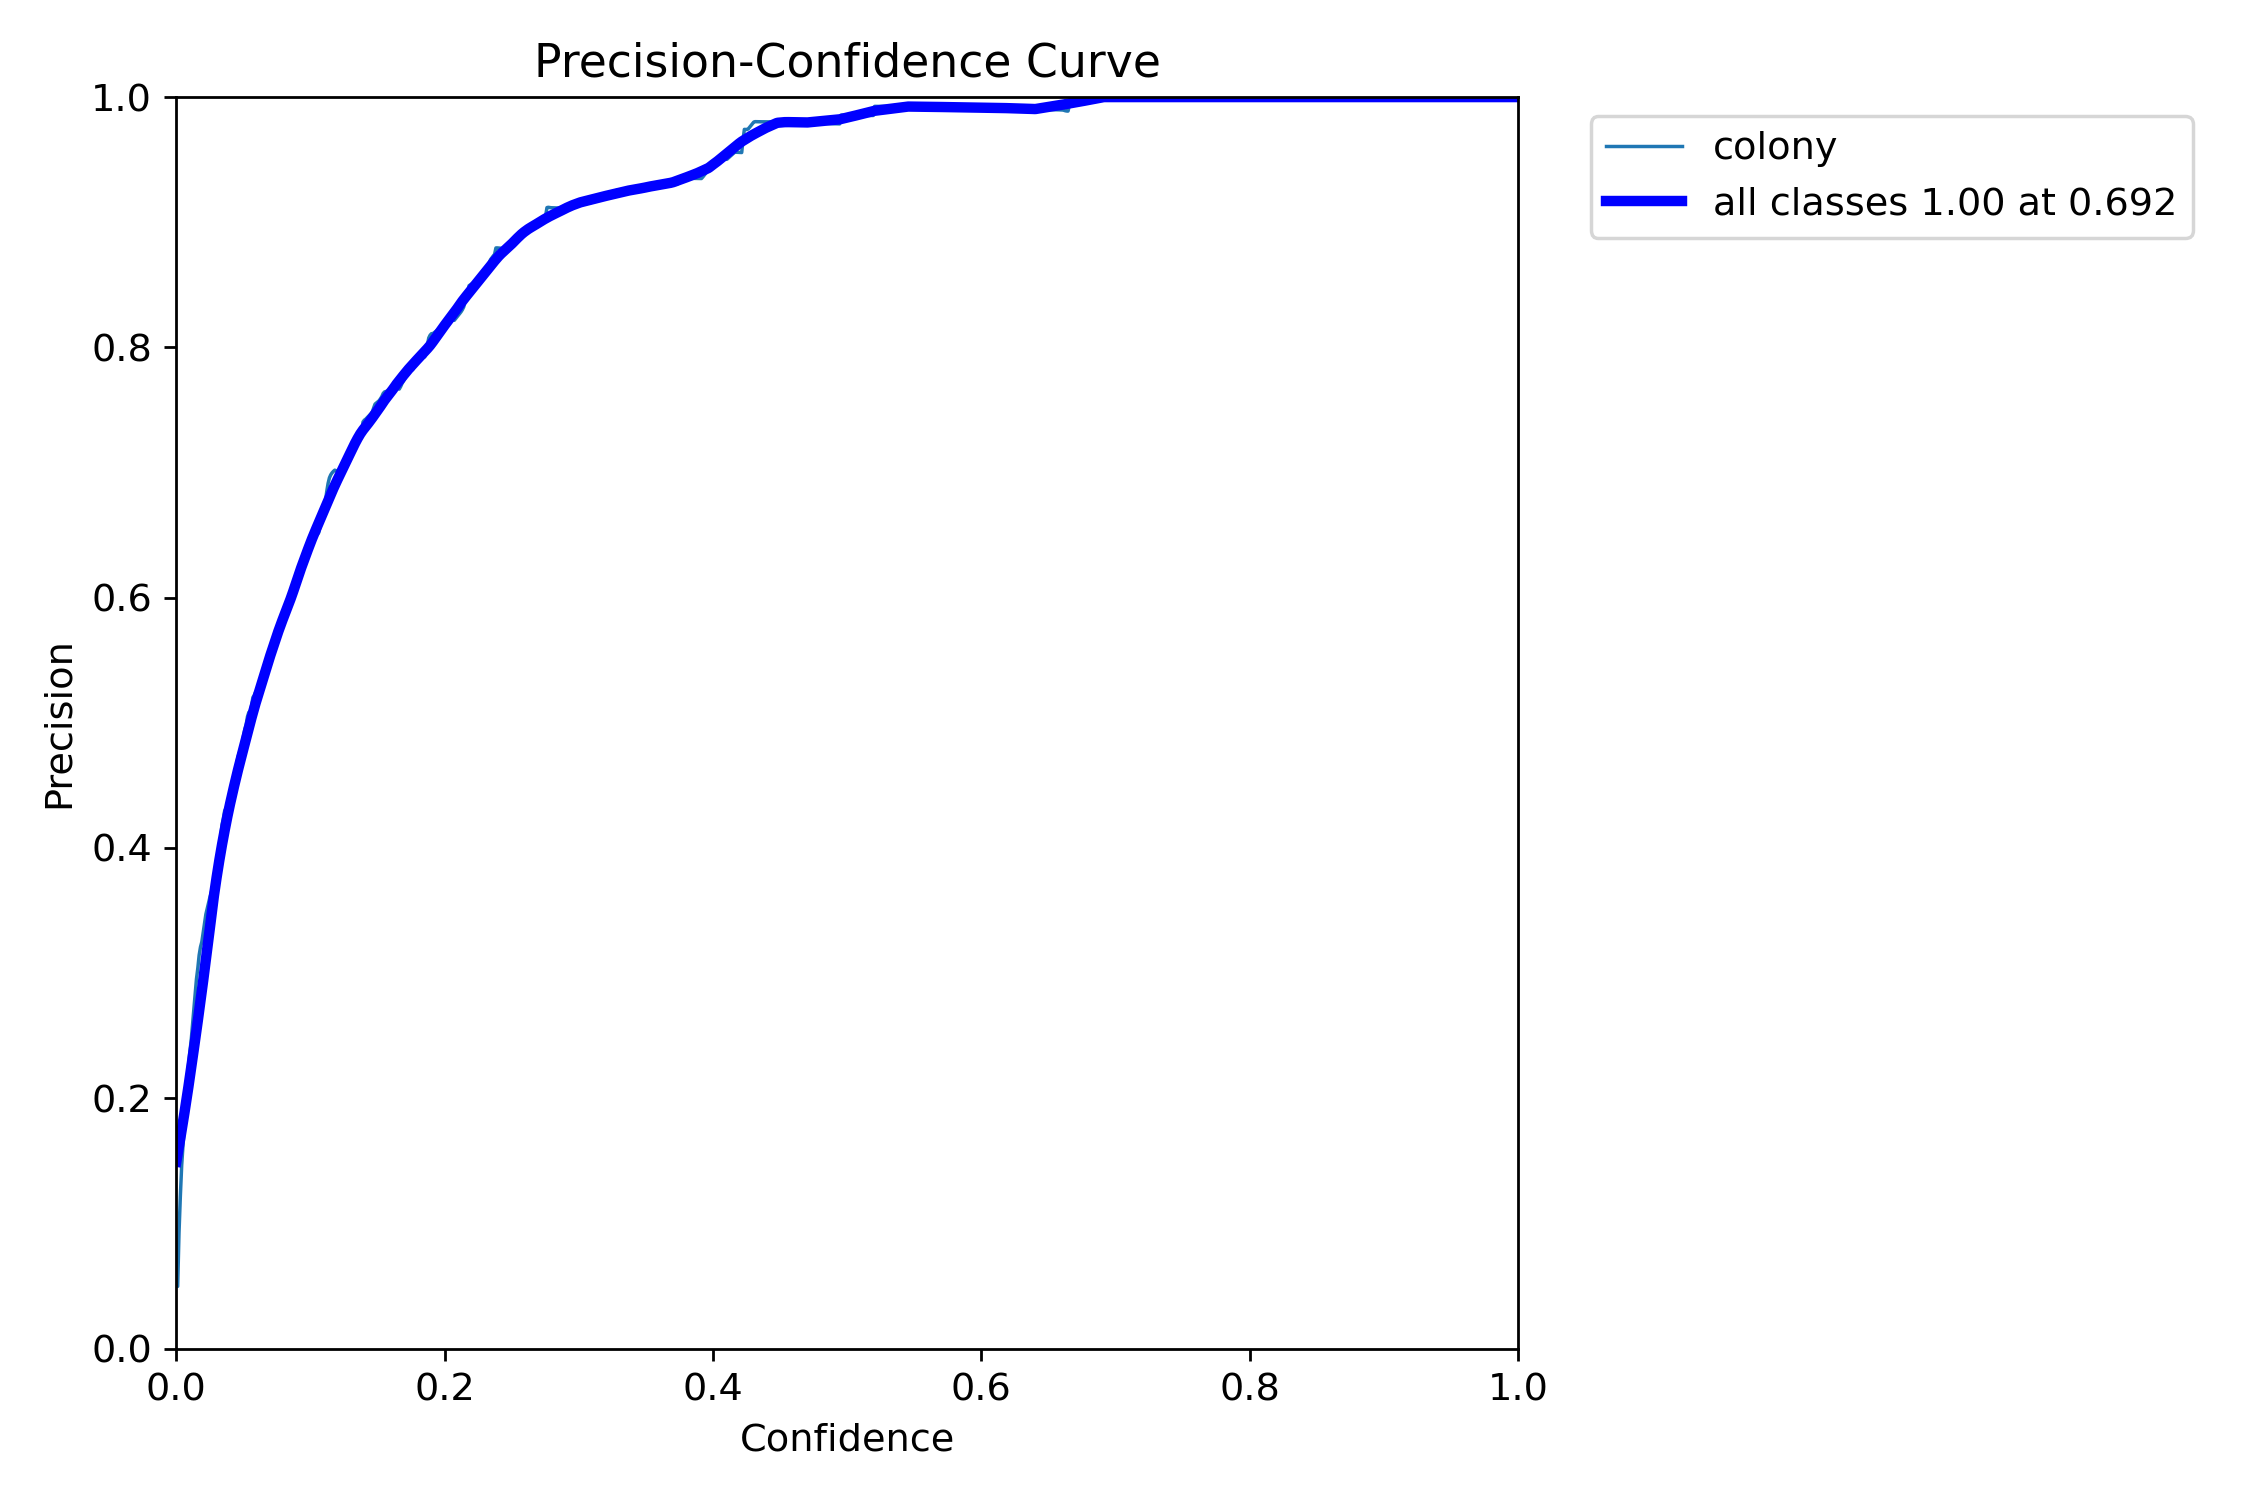 Precision-Confidence Curve
1.0
0.8
0.6
0.4
0.2
0.0
Precision
0.0 0.2 0.4 0.6 0.8 1.0
Confidence
colony
all classes 1.00 at 0.692